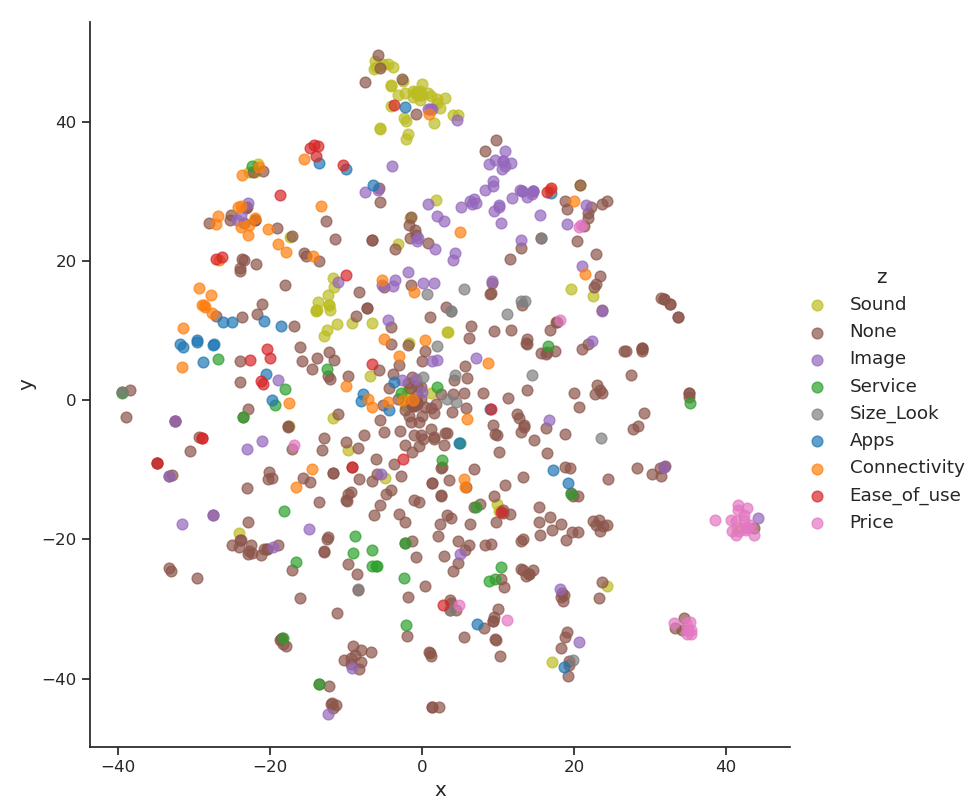 40
20
0
−20
−40
y
−40
−20
0
20
40
x
z
Sound
None
Image
Service
Size_Look
Apps
Connectivity
Ease_of_use
Price